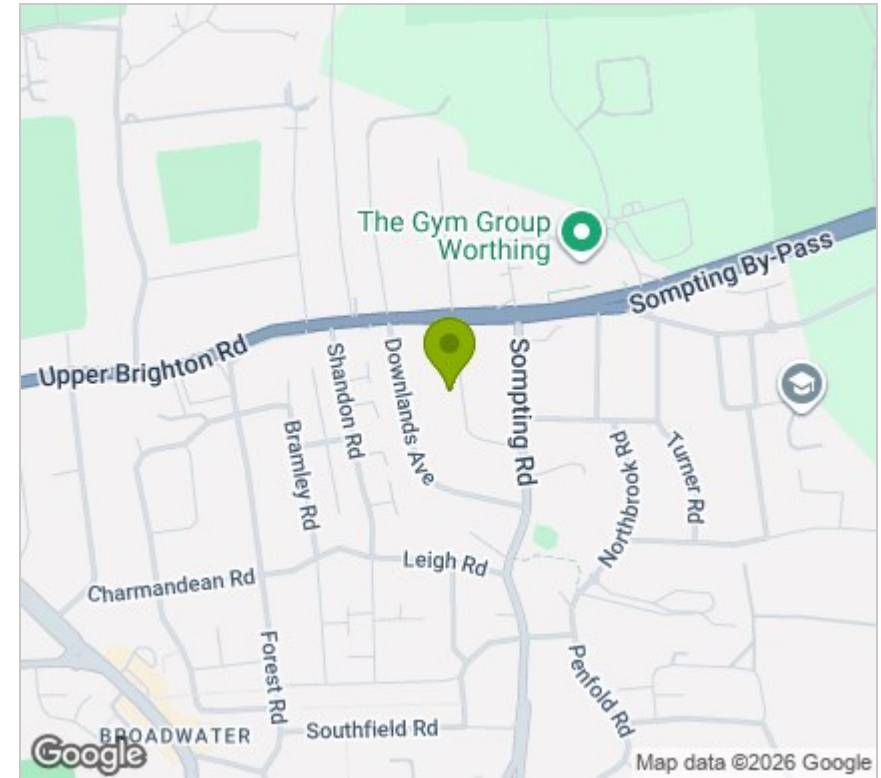 The Gym Group
Worthing
Sompting By-Pass
Upper Brighton Rd
Shandon Rd
Downlands Ave
Sompting Rd
Bramley Rd
Northbrook Rd
Turner Rd
Leigh Rd
Charmandean Rd
Forest Rd
Penfold Rd
Southfield Rd
BROADWATER
Google
Map data ©2026 Google